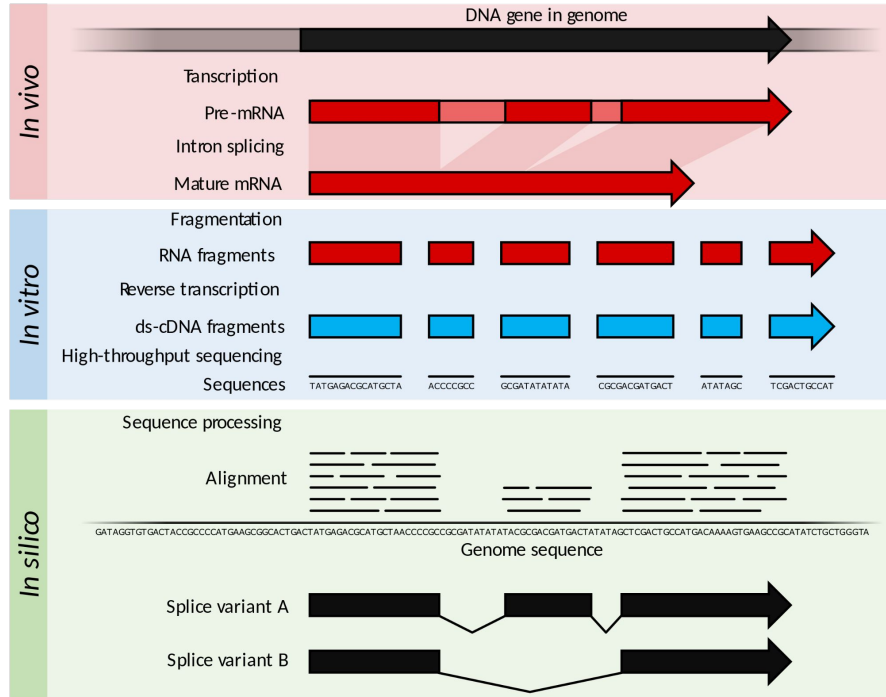 DNA gene in genome
In vivo
Transcription
Pre-mRNA
Intron splicing
Mature mRNA
In vitro
Fragmentation
RNA fragments
Reverse transcription
ds-cDNA fragments
High-throughput sequencing
Sequences TATGAGACGCATGCTA ACCCCGCC GCGATATATATA CGCGACGATGACT ATATAGC TCGACTGCCAT
In silico
Sequence processing
Alignment
GATAGGTGTGACTACCGCCCCATGAAGCGGCACTGACTATGAGACGCATGCTAACCCCGCCGCGATATATATACGCGACGATGACTATATAGCTCGACTGCCATGACAAAAGTGAAGCCGCATATCTGCTGGGTA
Genome sequence
Splice variant A
Splice variant B